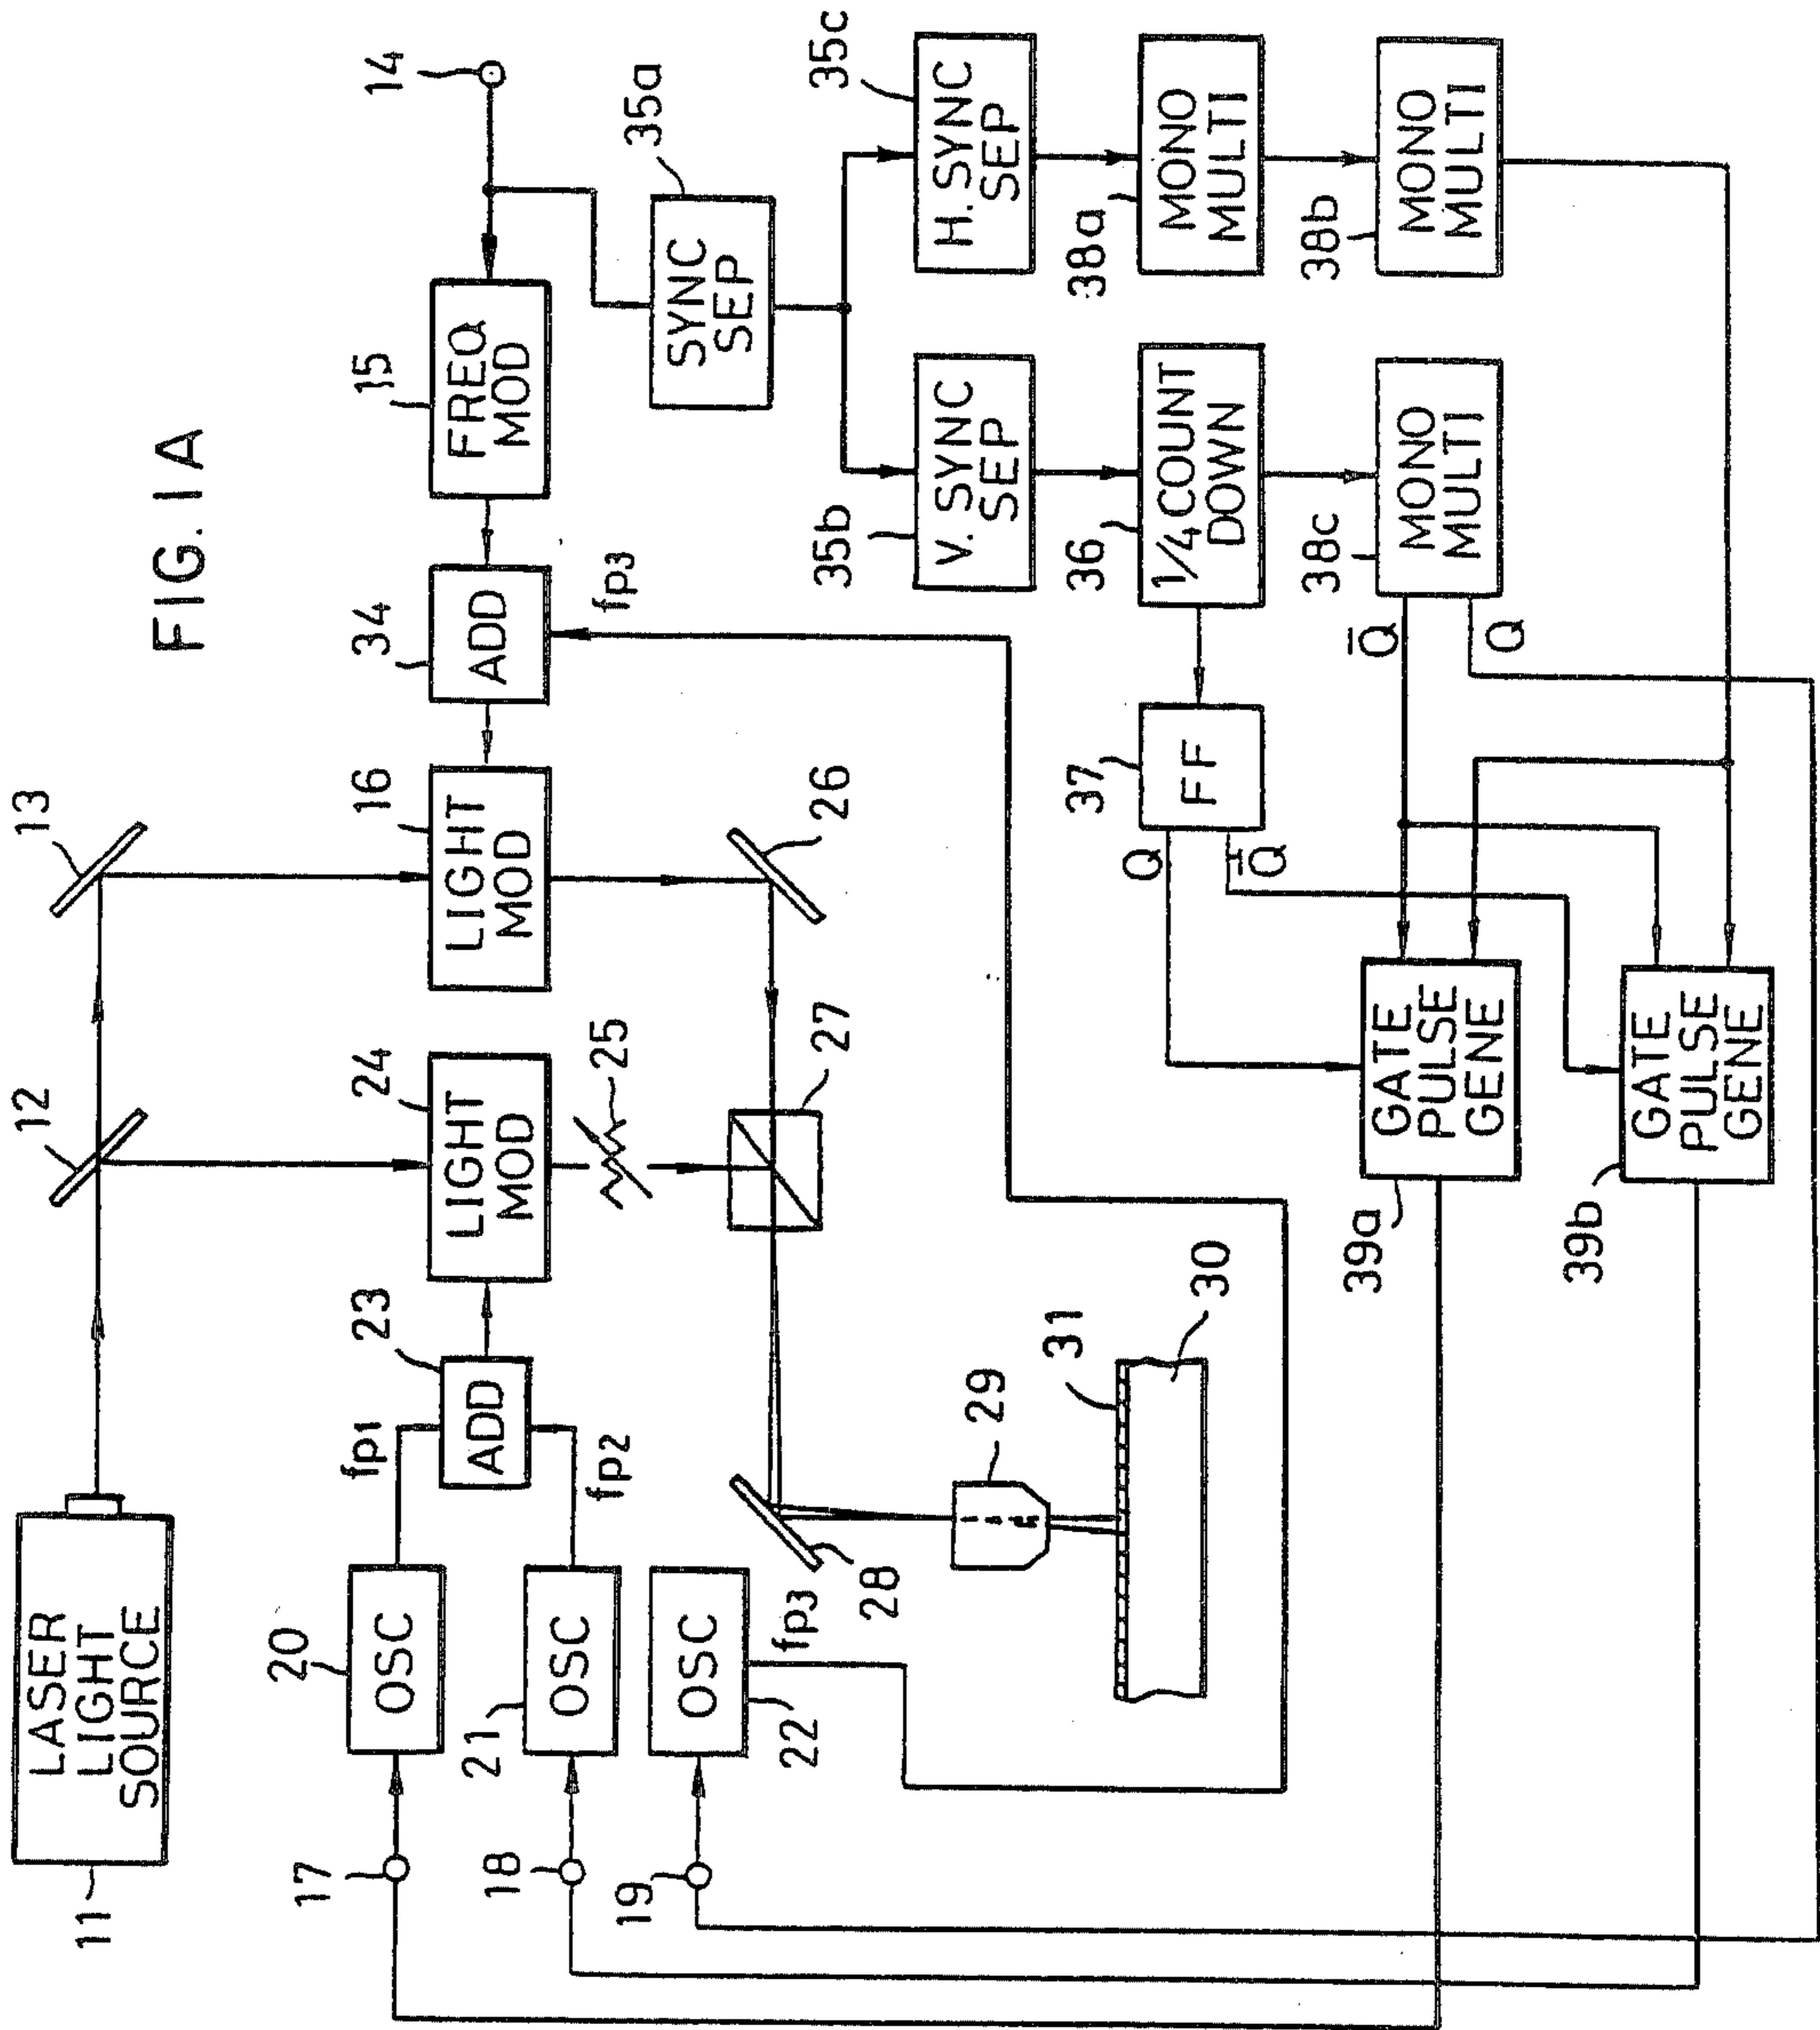 FIG. 1A
11
LASER
LIGHT
SOURCE
12
13
14
17
20
OSC
fp1
23
ADD
24
LIGHT
MOD
16
LIGHT
MOD
34
ADD
15
FREQ
MOD
18
21
OSC
fp2
25
26
fp3
35a
SYNC
SEP
19
22
OSC
fp3
28
27
29
31
30
35b
V. SYNC
SEP
35c
H. SYNC
SEP
37
FF
Q
Q̄
36
1/4 COUNT
DOWN
38a
MONO
MULTI
38c
MONO
MULTI
Q̄
Q
38b
MONO
MULTI
39a
GATE
PULSE
GENE
39b
GATE
PULSE
GENE